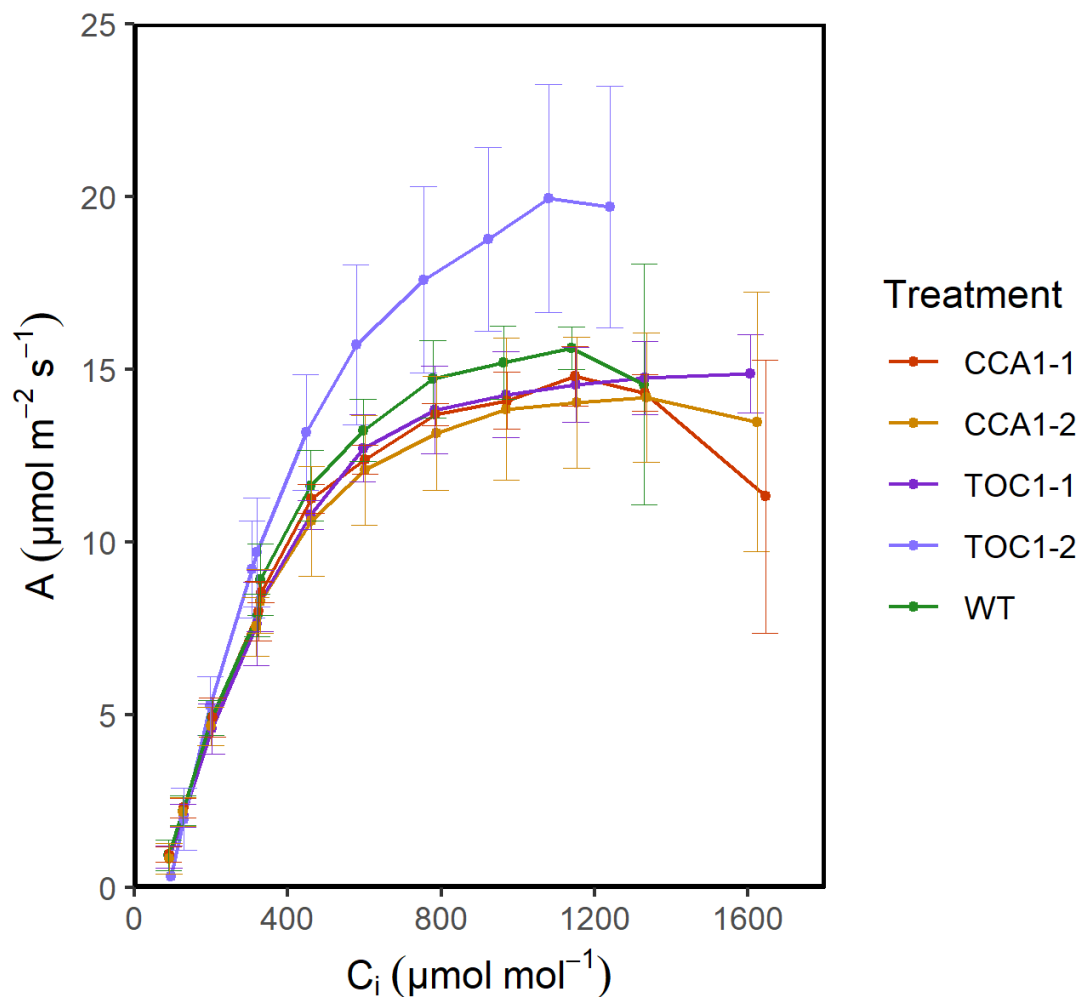 25
20
15
10
5
0
0 400 800 1200 1600
A (µmol m⁻² s⁻¹)
Cᵢ (µmol mol⁻¹)
Treatment
CCA1-1
CCA1-2
TOC1-1
TOC1-2
WT